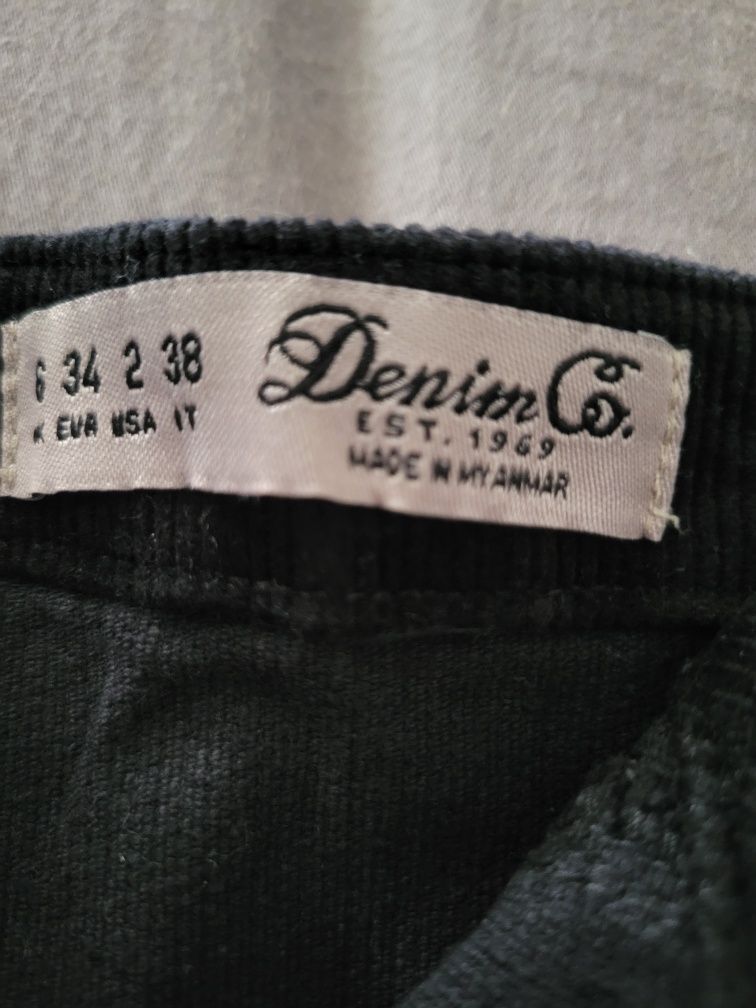 6 34 2 38
K EUR USA IT
Denim Co.
EST. 1969
MADE IN MYANMAR